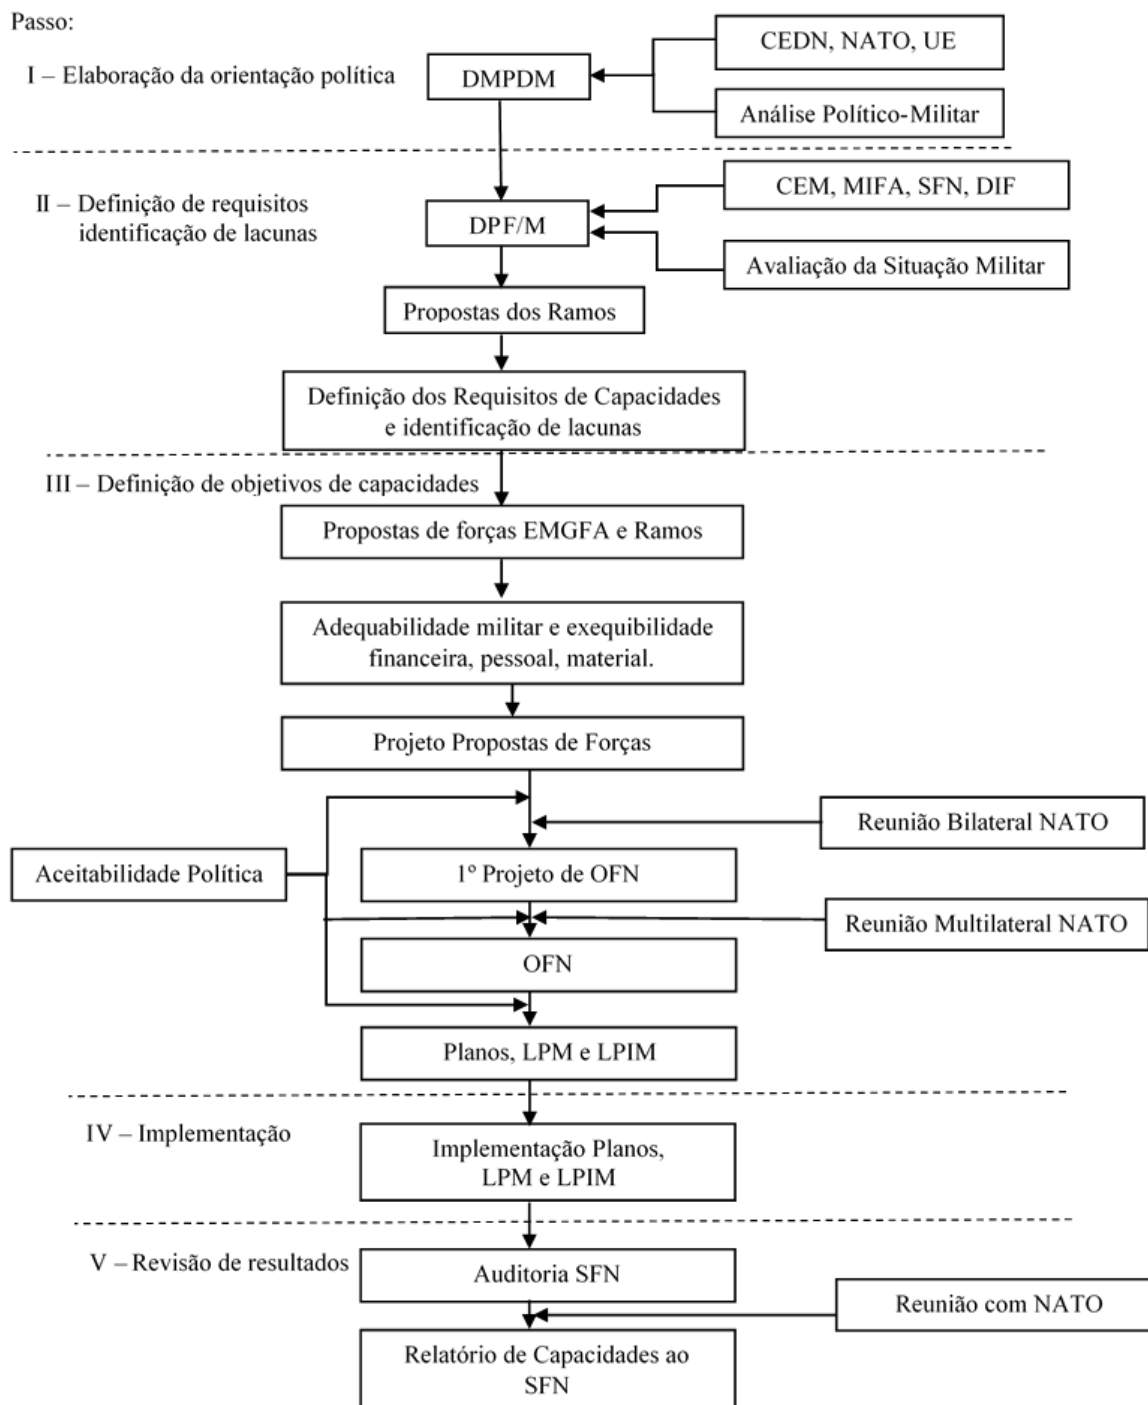 Passo:
CEDN, NATO, UE
I – Elaboração da orientação política
DMPDM
Análise Político-Militar
CEM, MIFA, SFN, DIF
II – Definição de requisitos
identificação de lacunas
DPF/M
Avaliação da Situação Militar
Propostas dos Ramos
Definição dos Requisitos de Capacidades
e identificação de lacunas
III – Definição de objetivos de capacidades
Propostas de forças EMGFA e Ramos
Adequabilidade militar e exequibilidade
financeira, pessoal, material.
Projeto Propostas de Forças
Reunião Bilateral NATO
Aceitabilidade Política
1º Projeto de OFN
Reunião Multilateral NATO
OFN
Planos, LPM e LPIM
IV – Implementação
Implementação Planos,
LPM e LPIM
V – Revisão de resultados
Auditoria SFN
Reunião com NATO
Relatório de Capacidades ao
SFN